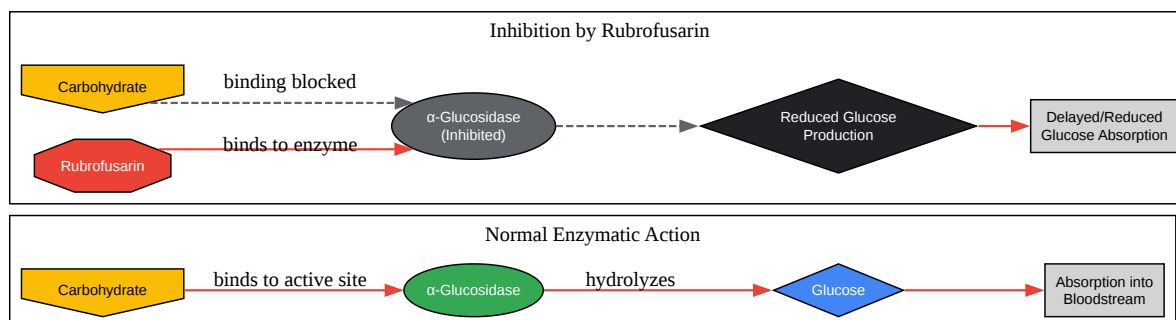 Inhibition by Rubrofusarin
Carbohydrate
binding blocked
α-Glucosidase
(Inhibited)
Reduced Glucose
Production
Delayed/Reduced
Glucose Absorption
Rubrofusarin
binds to enzyme
Normal Enzymatic Action
Carbohydrate
binds to active site
α-Glucosidase
hydrolyzes
Glucose
Absorption into
Bloodstream